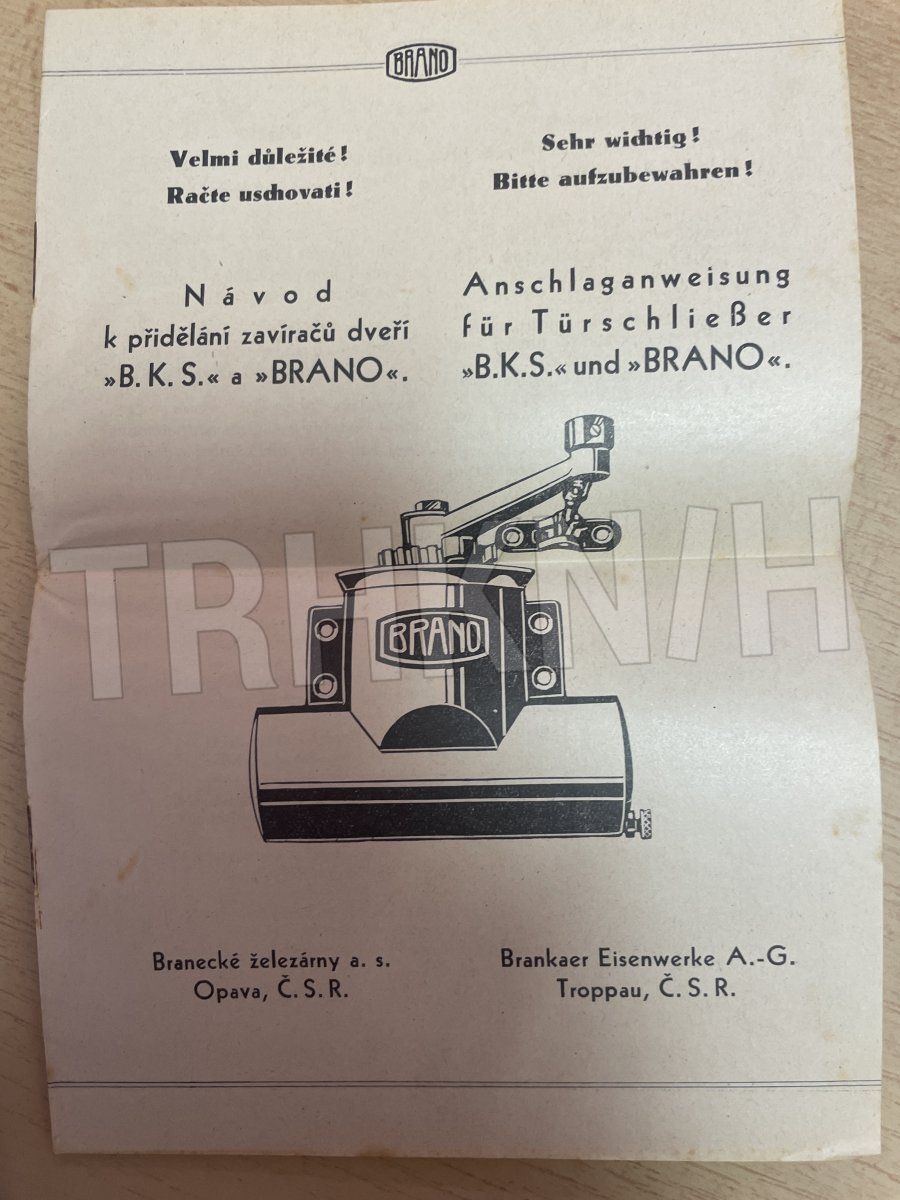 BRANO
Velmi důležité!
Račte uschovati!
Sehr wichtig!
Bitte aufzubewahren!
Návod
k přidělání zavíračů dveří
»B. K. S.« a »BRANO«.
Anschlaganweisung
für Türschließer
»B.K.S.« und »BRANO«.
TRHKN/H
BRANO
Branecké železárny a. s.
Opava, Č. S. R.
Brankaer Eisenwerke A.-G.
Troppau, Č. S. R.